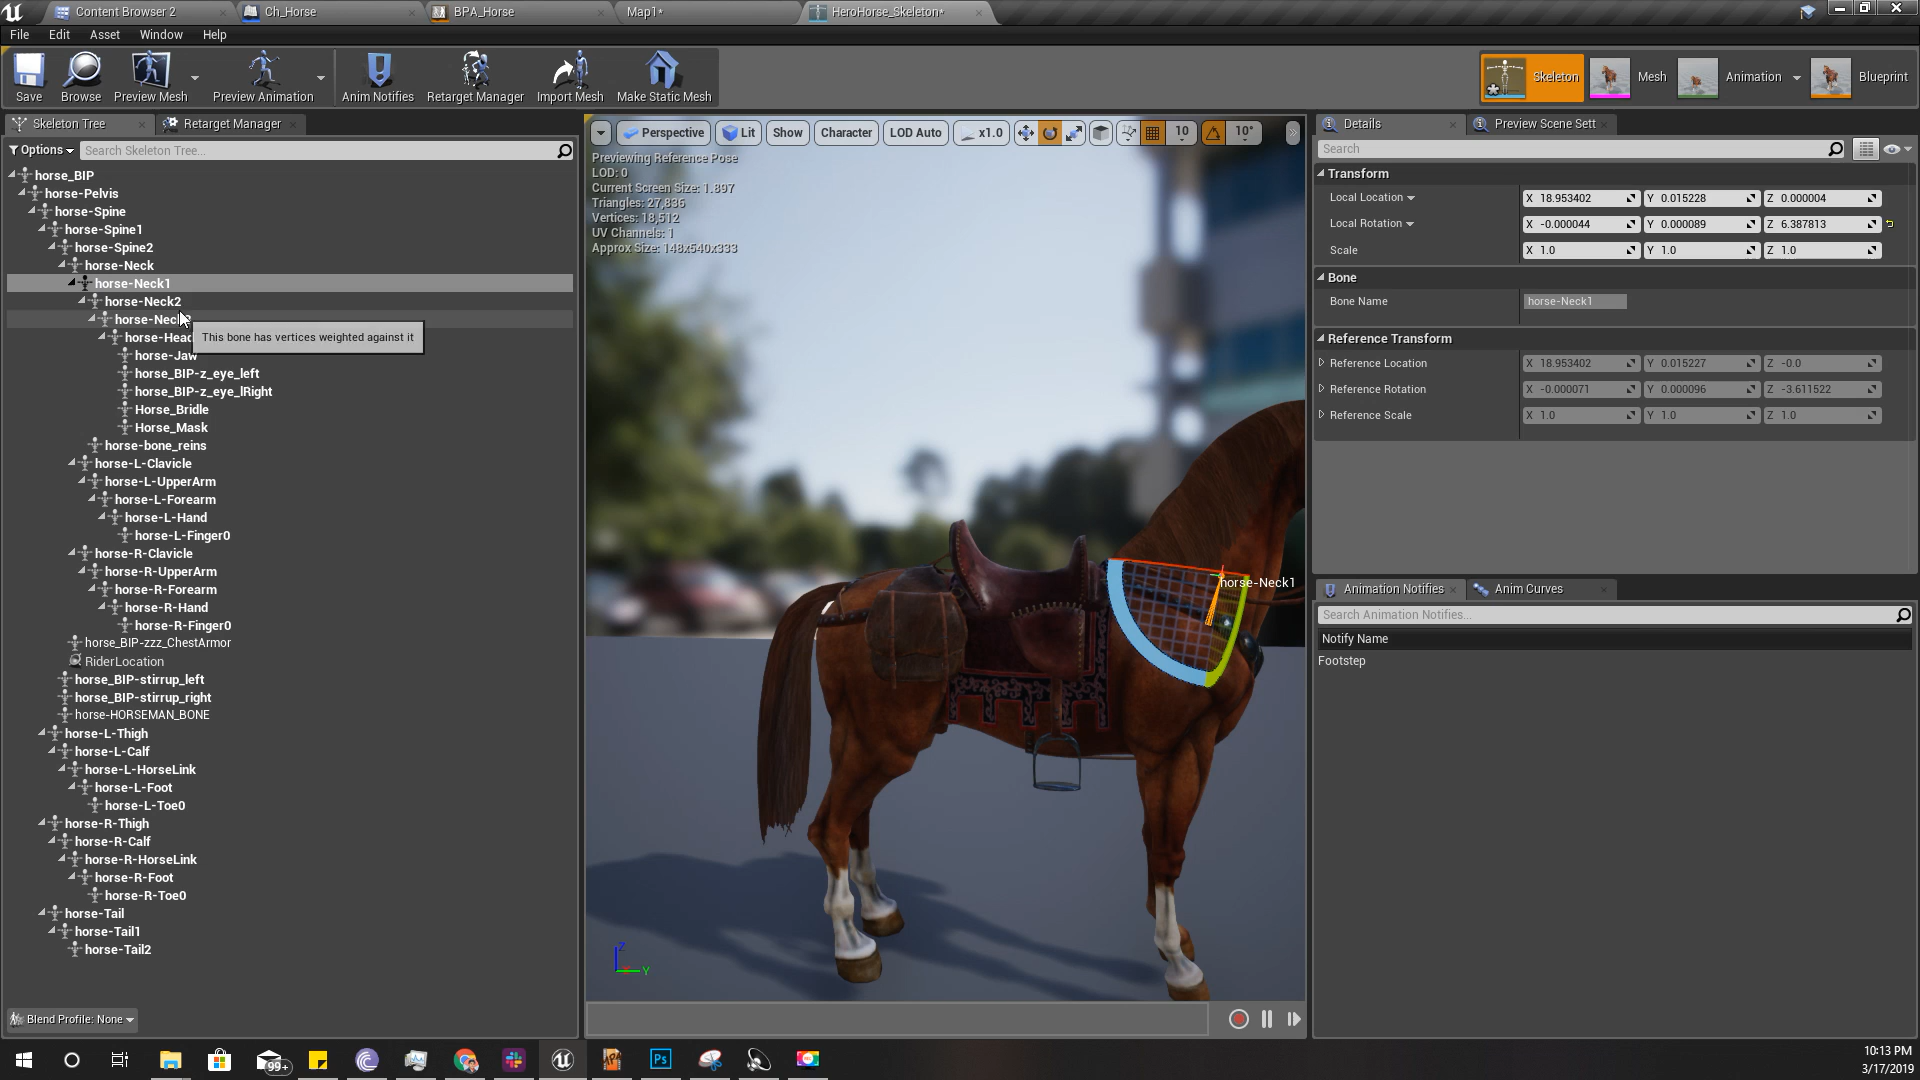 Content Browser 2
Ch_Horse
BPA_Horse
Map1*
HeroHorse_Skeleton*
File Edit Asset Window Help
Save
Browse
Preview Mesh
Preview Animation
Anim Notifies
Retarget Manager
Import Mesh
Make Static Mesh
Skeleton
Mesh
Animation
Blueprint
Skeleton Tree
Retarget Manager
Options
Search Skeleton Tree...
horse_BIP
horse-Pelvis
horse-Spine
horse-Spine1
horse-Spine2
horse-Neck
horse-Neck1
horse-Neck2
This bone has vertices weighted against it
horse-Jaw
horse_BIP-z_eye_left
horse_BIP-z_eye_lRight
Horse_Bridle
Horse_Mask
horse-bone_reins
horse-L-Clavicle
horse-L-UpperArm
horse-L-Forearm
horse-L-Hand
horse-L-Finger0
horse-R-Clavicle
horse-R-UpperArm
horse-R-Forearm
horse-R-Hand
horse-R-Finger0
horse_BIP-zzz_ChestArmor
RiderLocation
horse_BIP-stirrup_left
horse_BIP-stirrup_right
horse-HORSEMAN_BONE
horse-L-Thigh
horse-L-Calf
horse-L-HorseLink
horse-L-Foot
horse-L-Toe0
horse-R-Thigh
horse-R-Calf
horse-R-HorseLink
horse-R-Foot
horse-R-Toe0
horse-Tail
horse-Tail1
horse-Tail2
Blend Profile: None
Perspective Lit Show Character LOD Auto x1.0 10 10°
Previewing Reference Pose
LOD: 0
Current Screen Size: 1.897
Triangles: 27,836
Vertices: 18,512
UV Channels: 1
Approx Size: 148x540x333
horse-Neck1
Z
Y
Details
Preview Scene Sett
Search
Transform
Local Location X 18.953402 Y 0.015228 Z 0.000004
Local Rotation X -0.000044 Y 0.000089 Z 6.387813
Scale X 1.0 Y 1.0 Z 1.0
Bone
Bone Name horse-Neck1
Reference Transform
Reference Location X 18.953402 Y 0.015227 Z -0.0
Reference Rotation X -0.000071 Y 0.000096 Z -3.611522
Reference Scale X 1.0 Y 1.0 Z 1.0
Animation Notifies
Anim Curves
Search Animation Notifies...
Notify Name
Footstep
99+
Ps
10:13 PM
3/17/2019